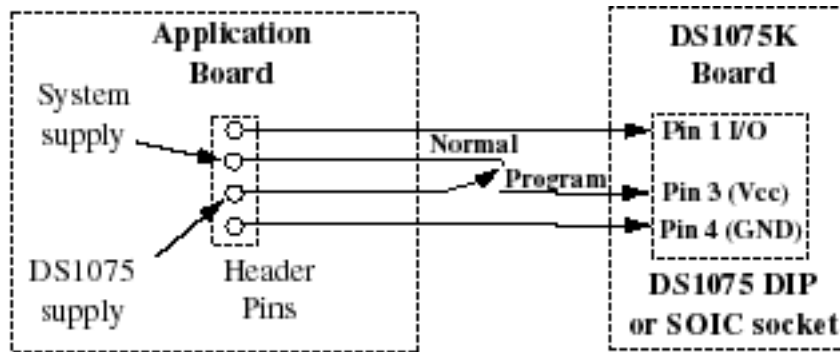 Application
Board
System
supply
DS1075
supply
Header
Pins
Normal
Program
DS1075K
Board
Pin 1 I/O
Pin 3 (Vcc)
Pin 4 (GND)
DS1075 DIP
or SOIC socket